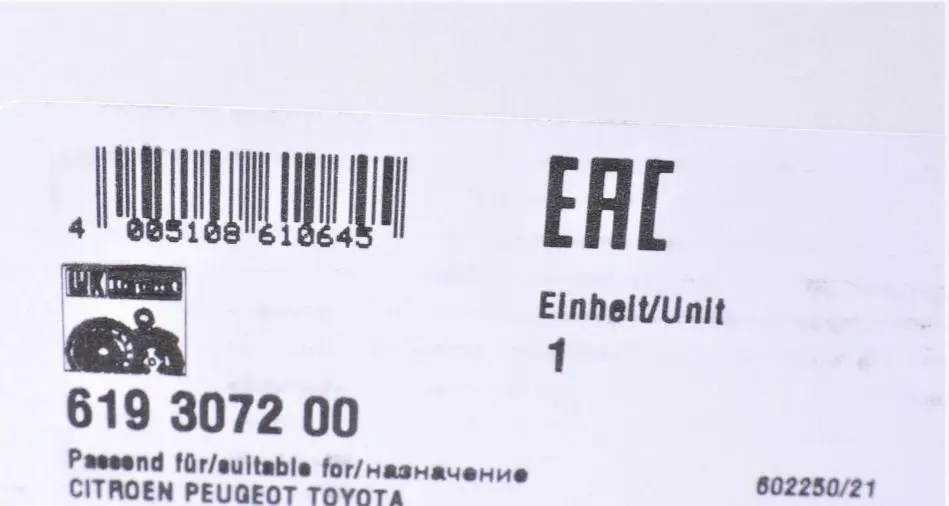 4 005108 610645
EAC
Einheit/Unit
1
619 3072 00
Passend für/suitable for/назначение
CITROEN PEUGEOT TOYOTA
602250/21